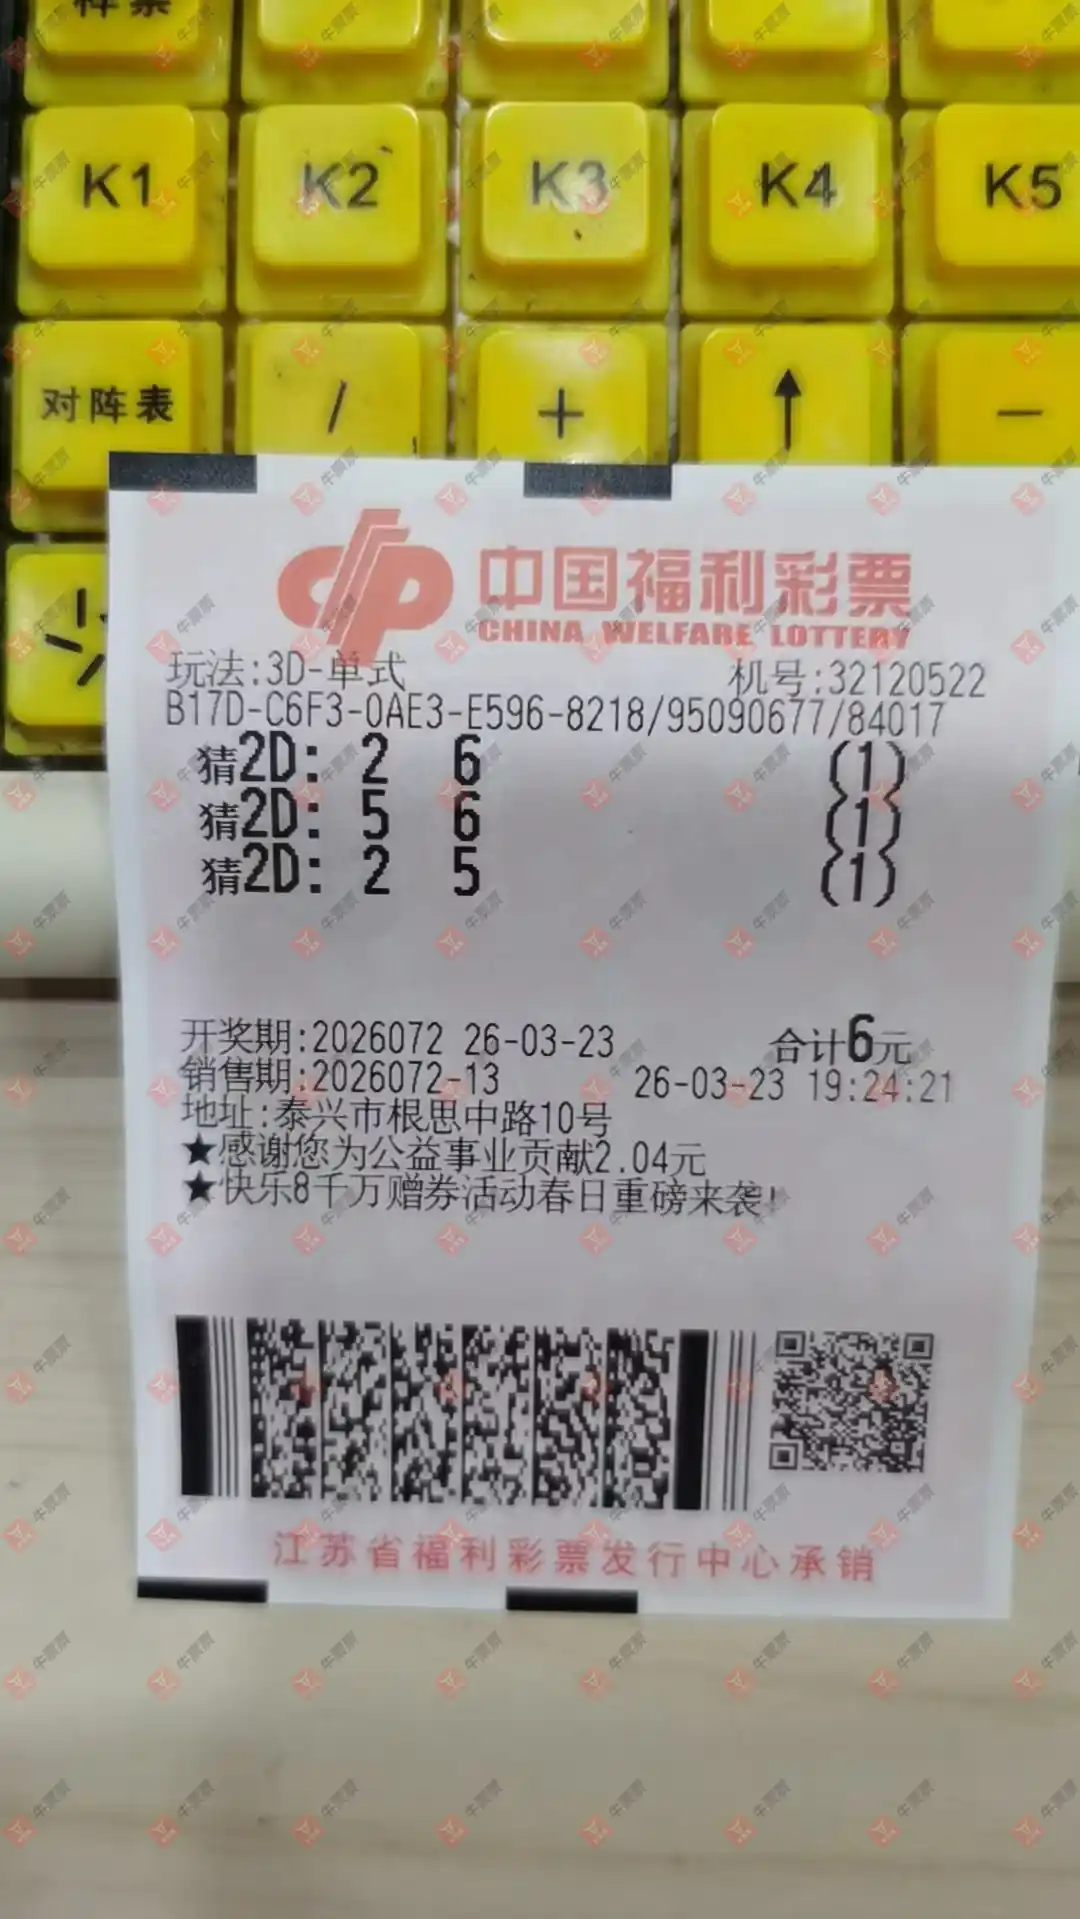 样票
K1 K2 K3 K4 K5
对阵表 / + ↑ −
中国福利彩票
CHINA WELFARE LOTTERY
玩法:3D-单式 机号:32120522
B17D-C6F3-0AE3-E596-8218/95090677/84017
猜2D: 2 6 (1)
猜2D: 5 6 (1)
猜2D: 2 5 (1)
开奖期:2026072 26-03-23 合计6元
销售期:2026072-13 26-03-23 19:24:21
地址:泰兴市根思中路10号
★感谢您为公益事业贡献2.04元
★快乐8千万赠券活动春日重磅来袭!
江苏省福利彩票发行中心承销
牛票票